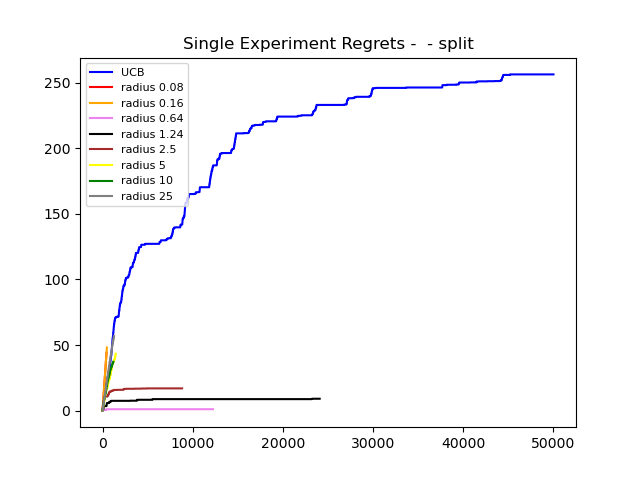 Single Experiment Regrets -  - split
UCB
radius 0.08
radius 0.16
radius 0.64
radius 1.24
radius 2.5
radius 5
radius 10
radius 25
250
200
150
100
50
0
0 10000 20000 30000 40000 50000